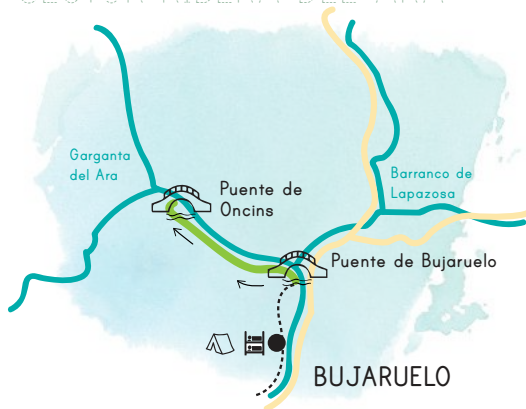 Garganta
del Ara
Puente de
Oncins
Barranco de
Lapazosa
Puente de Bujaruelo
BUJARUELO